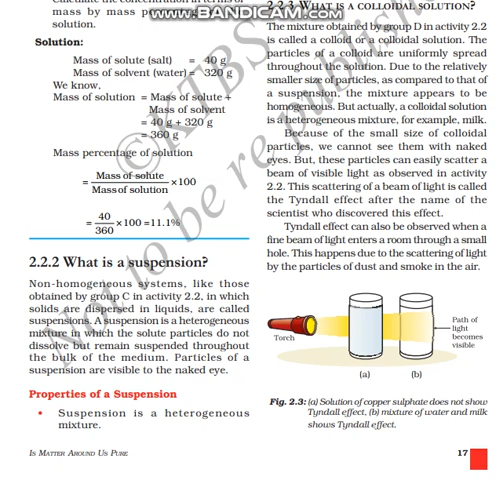 mass by mass percentage of the
solution.
Solution:
Mass of solute (salt) = 40 g
Mass of solvent (water) = 320 g
We know,
Mass of solution = Mass of solute +
Mass of solvent
= 40 g + 320 g
= 360 g
Mass percentage of solution
= Mass of solute / Mass of solution ×100
= 40 / 360 ×100 =11.1%
2.2.2 What is a suspension?
Non-homogeneous systems, like those
obtained by group C in activity 2.2, in which
solids are dispersed in liquids, are called
suspensions. A suspension is a heterogeneous
mixture in which the solute particles do not
dissolve but remain suspended throughout
the bulk of the medium. Particles of a
suspension are visible to the naked eye.
Properties of a Suspension
• Suspension is a heterogeneous
mixture.
2.2.3 WHAT IS A COLLOIDAL SOLUTION?
The mixture obtained by group D in activity 2.2
is called a colloid or a colloidal solution. The
particles of a colloid are uniformly spread
throughout the solution. Due to the relatively
smaller size of particles, as compared to that of
a suspension, the mixture appears to be
homogeneous. But actually, a colloidal solution
is a heterogeneous mixture, for example, milk.
Because of the small size of colloidal
particles, we cannot see them with naked
eyes. But, these particles can easily scatter a
beam of visible light as observed in activity
2.2. This scattering of a beam of light is called
the Tyndall effect after the name of the
scientist who discovered this effect.
Tyndall effect can also be observed when a
fine beam of light enters a room through a small
hole. This happens due to the scattering of light
by the particles of dust and smoke in the air.
Torch
Path of
light
becomes
visible
(a) (b)
Fig. 2.3: (a) Solution of copper sulphate does not show
Tyndall effect, (b) mixture of water and milk
shows Tyndall effect.
IS MATTER AROUND US PURE
17
www.BANDICAM.com
©KTBS
Not to be re publish